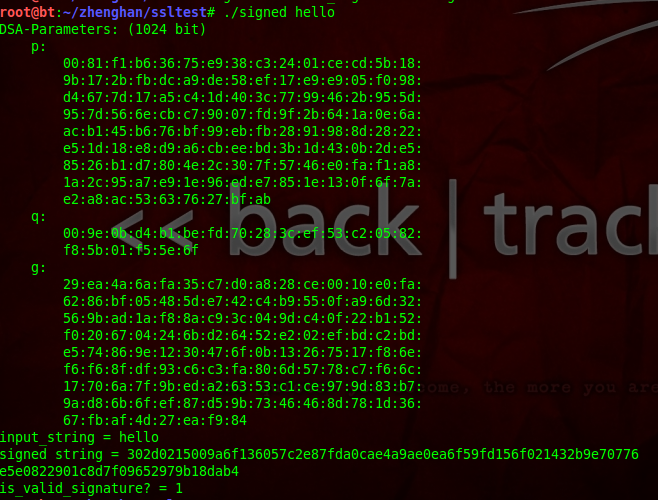 root@bt:~/zhenghan/ssltest# ./signed hello
DSA-Parameters: (1024 bit)
p:
00:81:f1:b6:36:75:e9:38:c3:24:01:ce:cd:5b:18:
9b:17:2b:fb:dc:a9:de:58:ef:17:e9:e9:05:f0:98:
d4:67:7d:17:a5:c4:1d:40:3c:77:99:46:2b:95:5d:
95:7d:56:6e:cb:c7:90:07:fd:9f:2b:64:1a:0e:6a:
ac:b1:45:b6:76:bf:99:eb:fb:28:91:98:8d:28:22:
e5:1d:18:e8:d9:a6:cb:ee:bd:3b:1d:43:0b:2d:e5:
85:26:b1:d7:80:4e:2c:30:7f:57:46:e0:fa:f1:a8:
1a:2c:95:a7:e9:1e:96:ed:e7:85:1e:13:0f:6f:7a:
e2:a8:ac:53:63:76:27:bf:ab
q:
00:9e:0b:d4:b1:be:fd:70:28:3c:ef:53:c2:05:82:
f8:5b:01:f5:5e:6f
<< back | trac
g:
29:ea:4a:6a:fa:35:c7:d0:a8:28:ce:00:10:e0:fa:
62:86:bf:05:48:5d:e7:42:c4:b9:55:0f:a9:6d:32:
56:9b:ad:1a:f8:8a:c9:3c:04:9d:c4:0f:22:b1:52:
f0:20:67:04:24:6b:d2:64:52:e2:02:ef:bd:c2:bd:
e5:74:86:9e:12:30:47:6f:0b:13:26:75:17:f8:6e:
f6:f6:8f:df:93:c6:c3:fa:80:6d:57:78:c7:f6:6c:
17:70:6a:7f:9b:ed:a2:63:53:c1:ce:97:9d:83:b7:
ome, the more you are
9a:d8:6b:6f:ef:87:d5:9b:73:46:46:8d:78:1d:36:
67:fb:af:4d:27:ea:f9:84
input_string = hello
signed string = 302d0215009a6f136057c2e87fda0cae4a9ae0ea6f59fd156f021432b9e70776
e5e0822901c8d7f09652979b18dab4
is_valid_signature? = 1